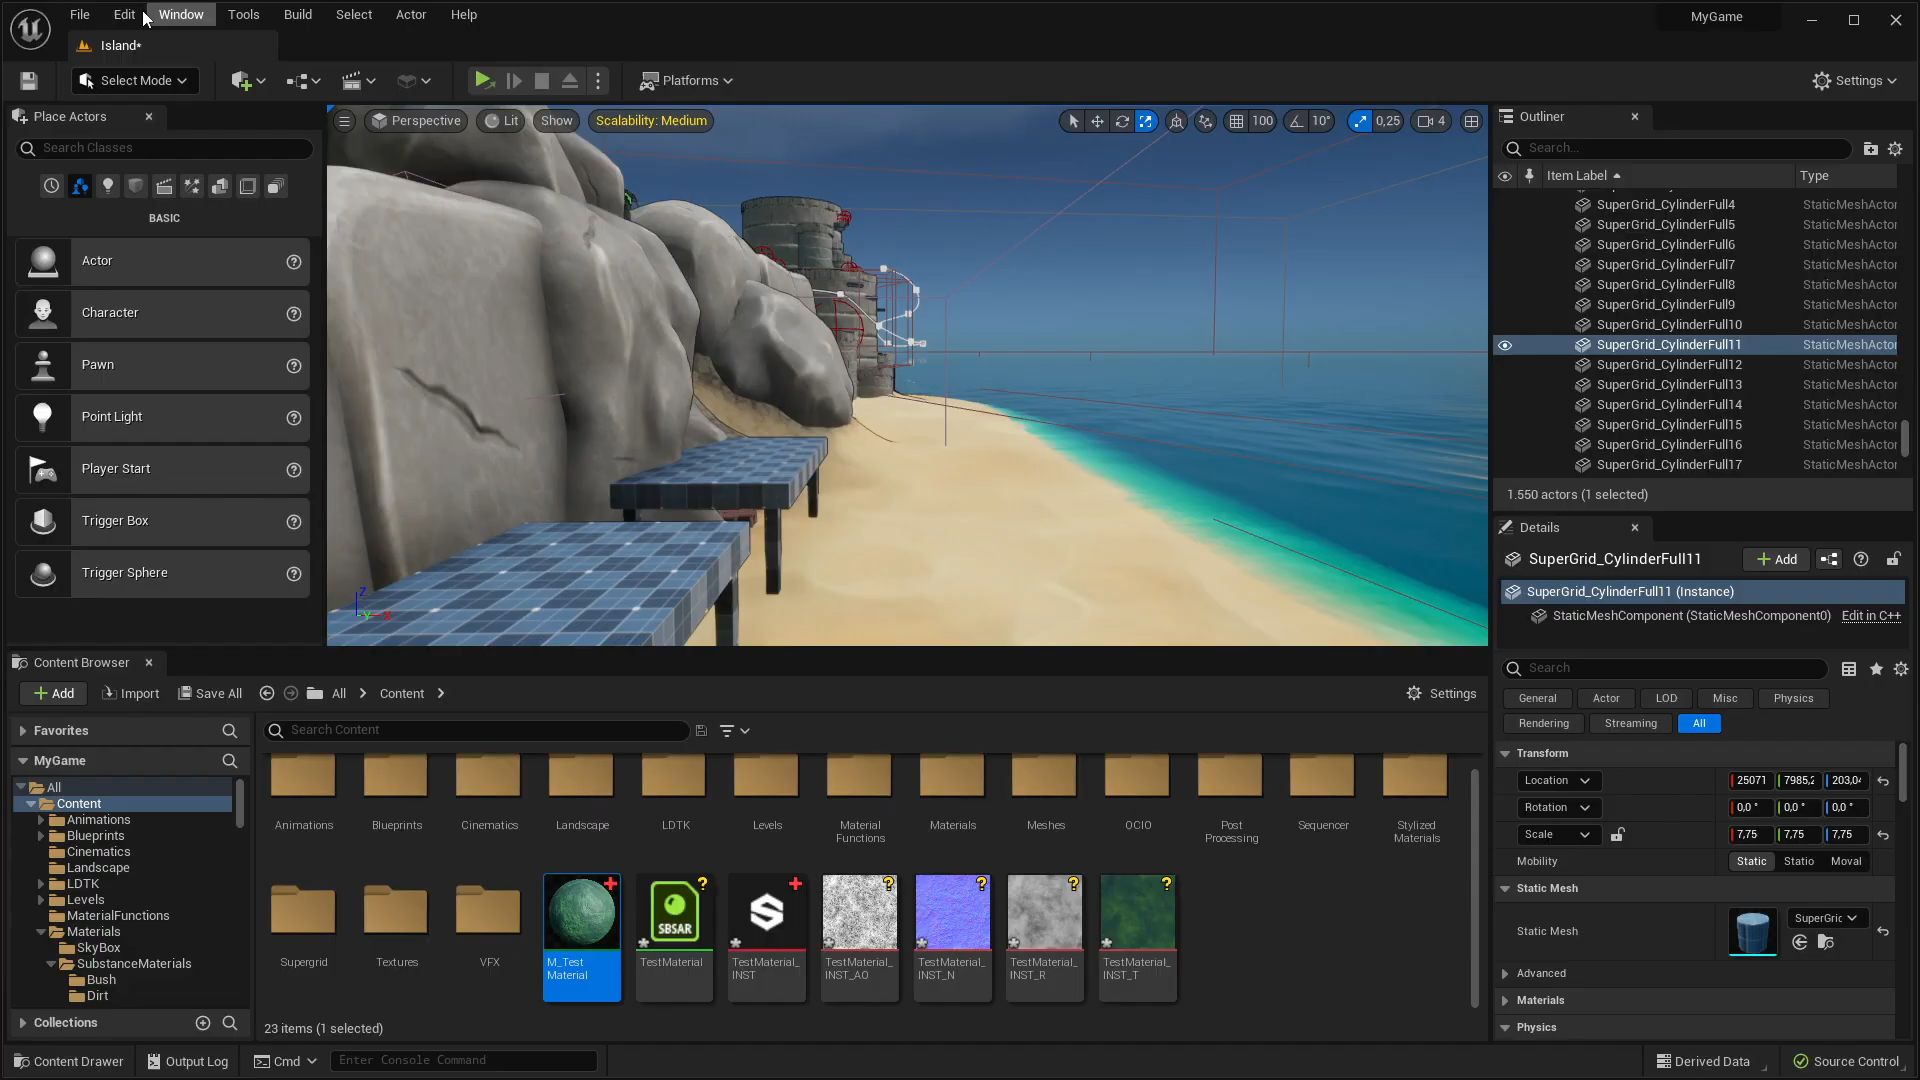 File Edit Window Tools Build Select Actor Help
MyGame
Island*
Select Mode
Platforms
Settings
Place Actors
Search Classes
BASIC
Actor
Character
Pawn
Point Light
Player Start
Trigger Box
Trigger Sphere
Perspective
Lit
Show
Scalability: Medium
100
10°
0,25
4
Z
Y
X
Outliner
Search...
Item Label
Type
SuperGrid_CylinderFull4 StaticMeshActor
SuperGrid_CylinderFull5 StaticMeshActor
SuperGrid_CylinderFull6 StaticMeshActor
SuperGrid_CylinderFull7 StaticMeshActor
SuperGrid_CylinderFull8 StaticMeshActor
SuperGrid_CylinderFull9 StaticMeshActor
SuperGrid_CylinderFull10 StaticMeshActor
SuperGrid_CylinderFull11 StaticMeshActor
SuperGrid_CylinderFull12 StaticMeshActor
SuperGrid_CylinderFull13 StaticMeshActor
SuperGrid_CylinderFull14 StaticMeshActor
SuperGrid_CylinderFull15 StaticMeshActor
SuperGrid_CylinderFull16 StaticMeshActor
SuperGrid_CylinderFull17 StaticMeshActor
1.550 actors (1 selected)
Details
SuperGrid_CylinderFull11
Add
SuperGrid_CylinderFull11 (Instance)
StaticMeshComponent (StaticMeshComponent0) Edit in C++
Search
General Actor LOD Misc Physics
Rendering Streaming All
Transform
Location 25071 7985,2 203,04
Rotation 0,0 ° 0,0 ° 0,0 °
Scale 7,75 7,75 7,75
Mobility Static Statio Moval
Static Mesh
Static Mesh SuperGric
Advanced
Materials
Physics
Content Browser
Add Import Save All All Content
Settings
Favorites
MyGame
All
Content
Animations
Blueprints
Cinematics
Landscape
LDTK
Levels
MaterialFunctions
Materials
SkyBox
SubstanceMaterials
Bush
Dirt
Collections
Search Content
Animations
Blueprints
Cinematics
Landscape
LDTK
Levels
Material
Functions
Materials
Meshes
OCIO
Post
Processing
Sequencer
Stylized
Materials
Supergrid
Textures
VFX
M_Test
Material
SBSAR
TestMaterial
TestMaterial_
INST
TestMaterial_
INST_AO
TestMaterial_
INST_N
TestMaterial_
INST_R
TestMaterial_
INST_T
23 items (1 selected)
Content Drawer
Output Log
Cmd
Enter Console Command
Derived Data
Source Control